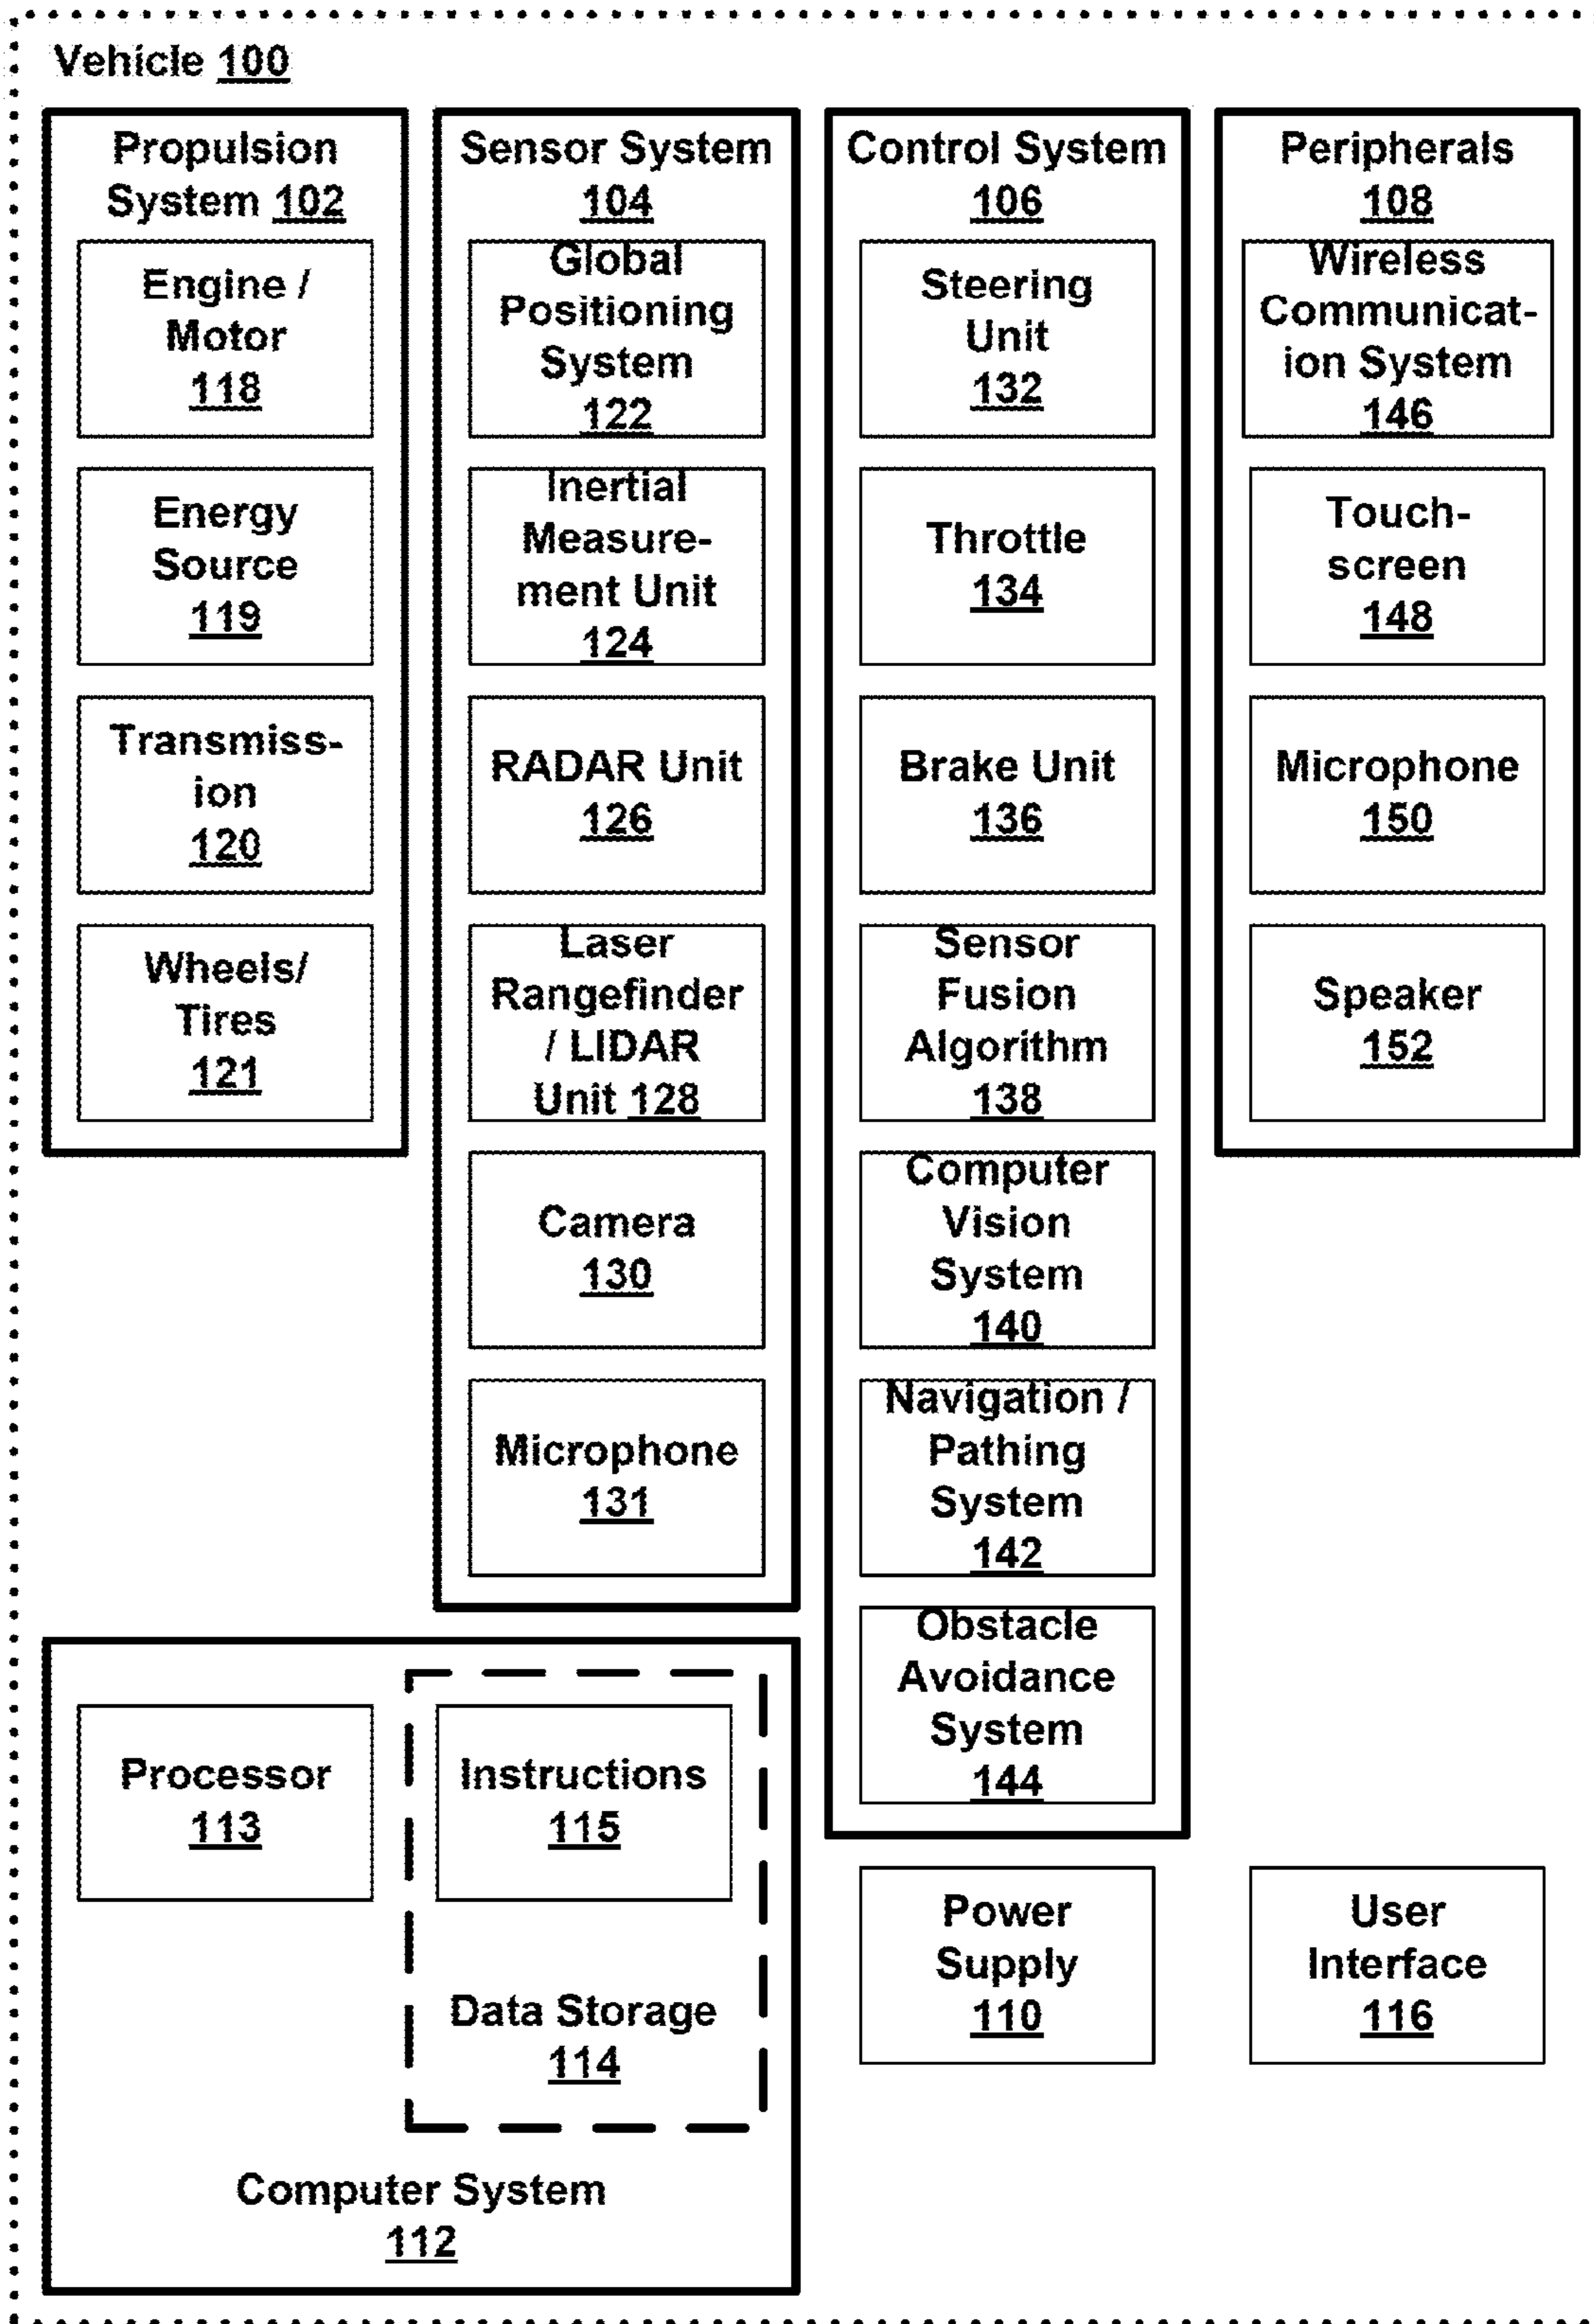 Vehicle 100
Propulsion
System 102
Engine /
Motor
118
Energy
Source
119
Transmiss-
ion
120
Wheels/
Tires
121
Sensor System
104
Global
Positioning
System
122
Inertial
Measure-
ment Unit
124
RADAR Unit
126
Laser
Rangefinder
/ LIDAR
Unit 128
Camera
130
Microphone
131
Control System
106
Steering
Unit
132
Throttle
134
Brake Unit
136
Sensor
Fusion
Algorithm
138
Computer
Vision
System
140
Navigation /
Pathing
System
142
Obstacle
Avoidance
System
144
Peripherals
108
Wireless
Communicat-
ion System
146
Touch-
screen
148
Microphone
150
Speaker
152
Processor
113
Instructions
115
Data Storage
114
Computer System
112
Power
Supply
110
User
Interface
116